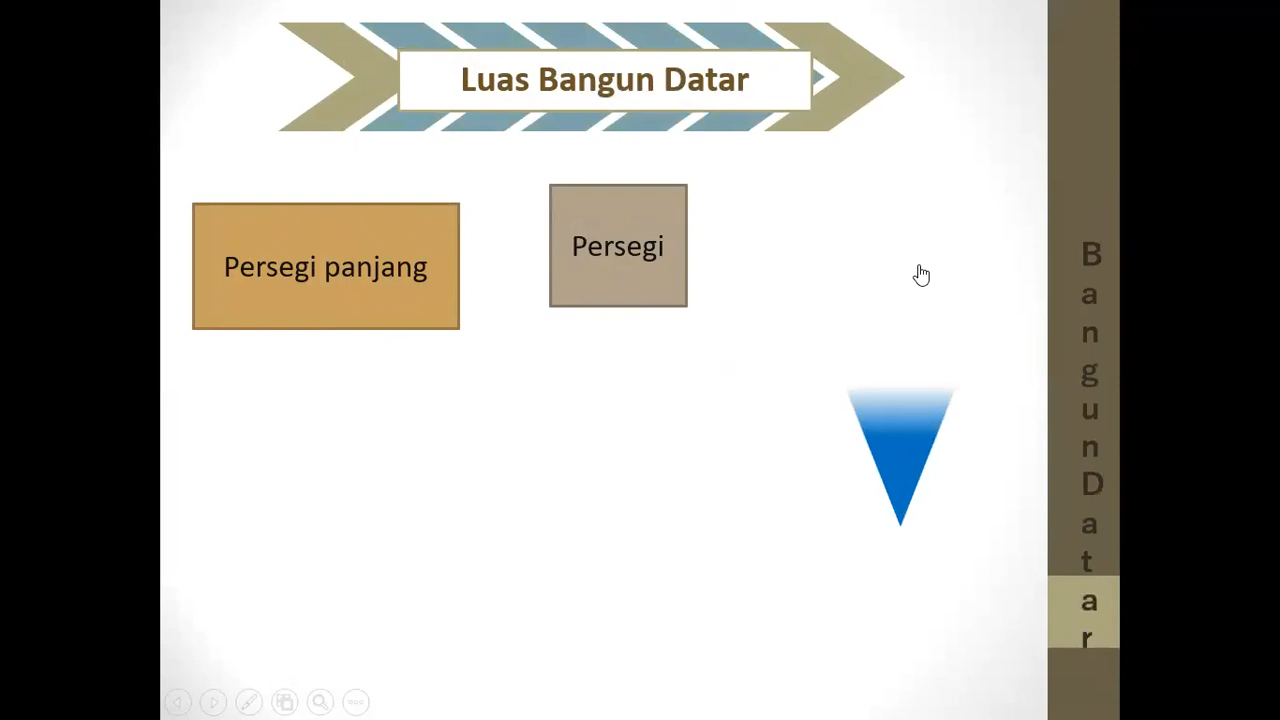 Luas Bangun Datar
Persegi panjang
Persegi
B
a
n
g
u
n
D
a
t
a
r